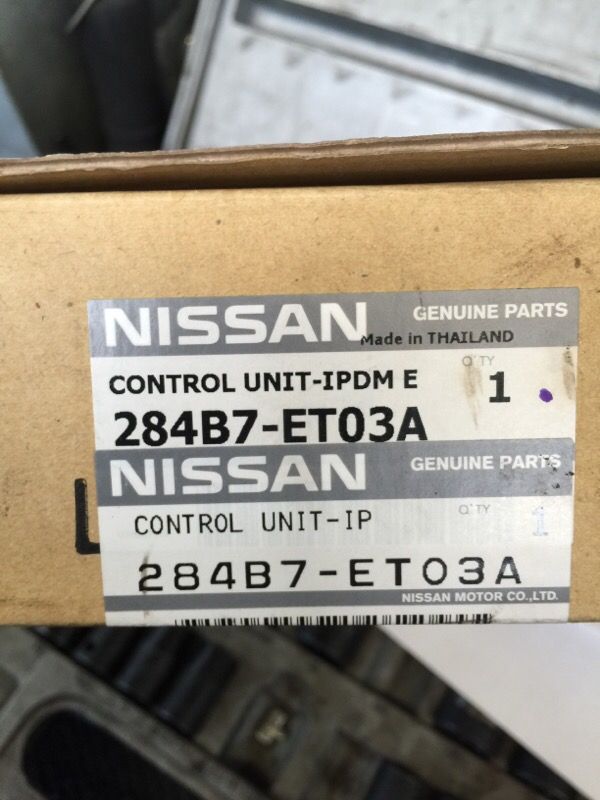 NISSAN GENUINE PARTS
Made in THAILAND
CONTROL UNIT-IPDM E Q'TY 1
284B7-ET03A
NISSAN GENUINE PARTS
CONTROL UNIT-IP Q'TY 1
284B7-ET03A
NISSAN MOTOR CO.,LTD.